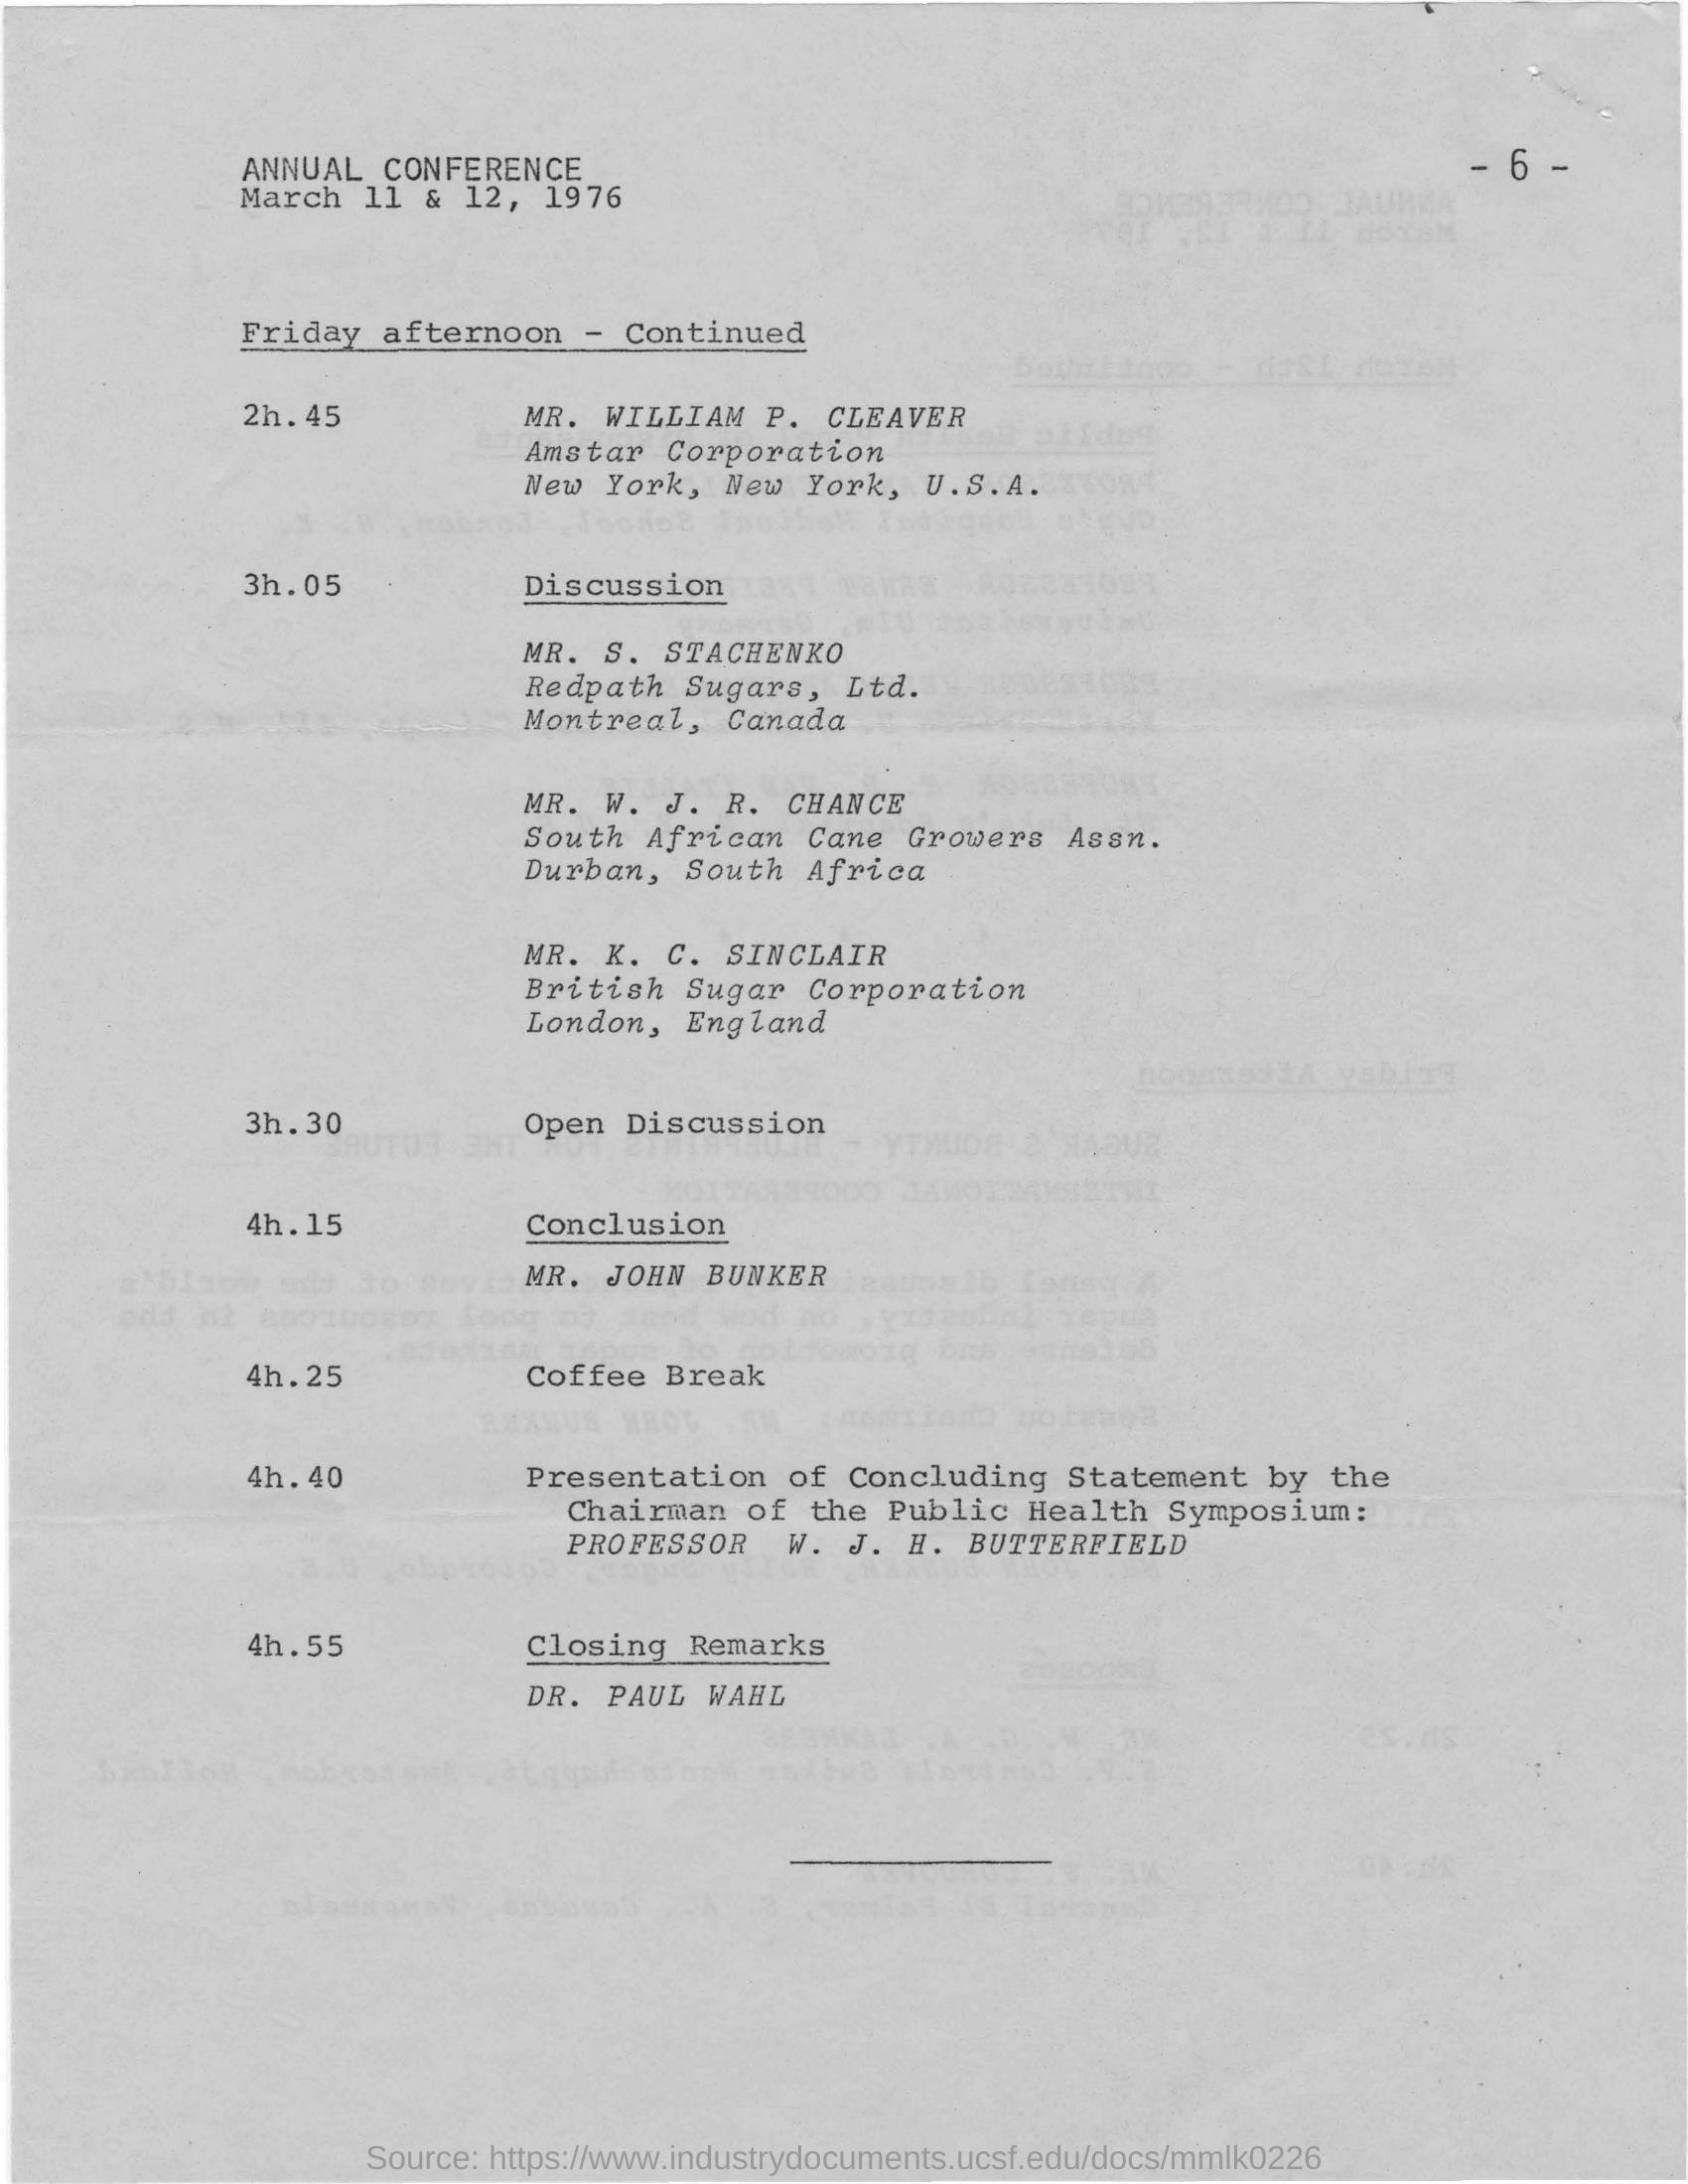 ANNUAL CONFERENCE
March 11 & 12, 1976
- 6 -
Friday afternoon - Continued
2h.45 MR. WILLIAM P. CLEAVER
Amstar Corporation
New York, New York, U.S.A.
3h.05 Discussion
MR. S. STACHENKO
Redpath Sugars, Ltd.
Montreal, Canada
MR. W. J. R. CHANCE
South African Cane Growers Assn.
Durban, South Africa
MR. K. C. SINCLAIR
British Sugar Corporation
London, England
3h.30 Open Discussion
4h.15 Conclusion
MR. JOHN BUNKER
4h.25 Coffee Break
4h.40 Presentation of Concluding Statement by the
Chairman of the Public Health Symposium:
PROFESSOR W. J. H. BUTTERFIELD
4h.55 Closing Remarks
DR. PAUL WAHL
Source: https://www.industrydocuments.ucsf.edu/docs/mmlk0226